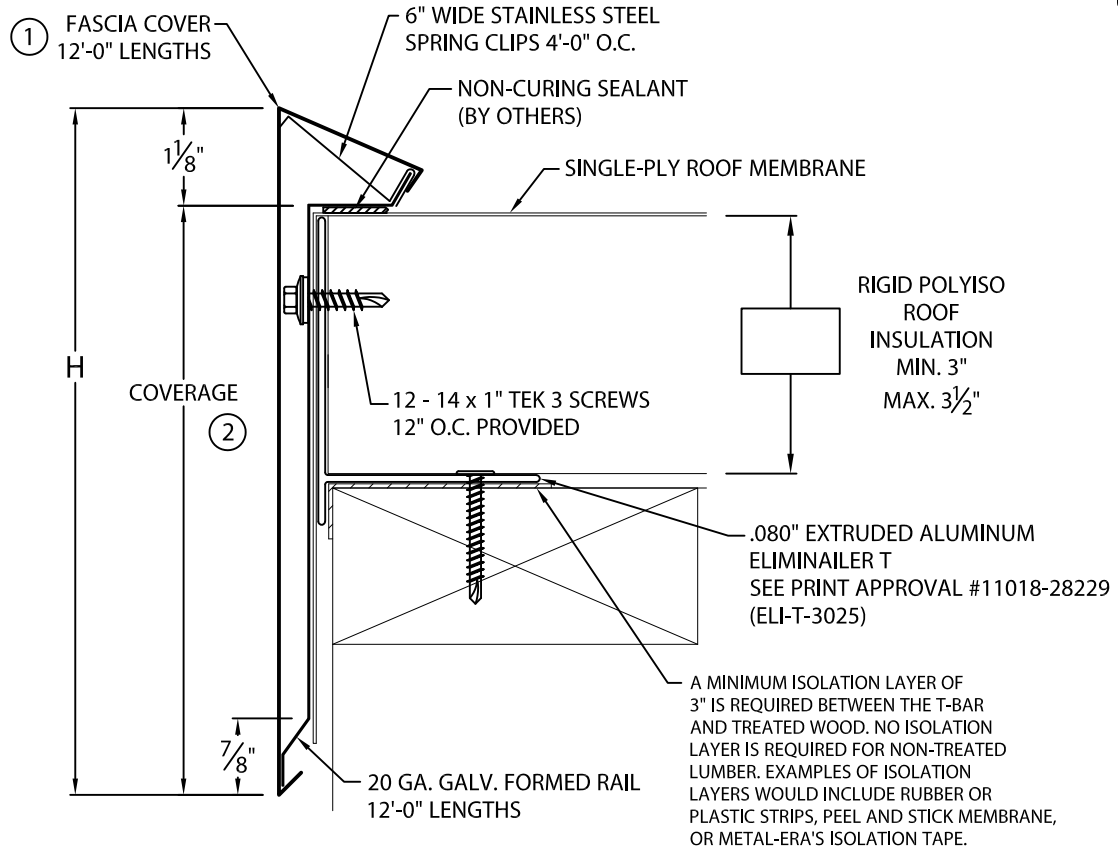 ① FASCIA COVER
12'-0" LENGTHS
6" WIDE STAINLESS STEEL
SPRING CLIPS 4'-0" O.C.
NON-CURING SEALANT
(BY OTHERS)
1⅛"
SINGLE-PLY ROOF MEMBRANE
RIGID POLYISO
ROOF
INSULATION
MIN. 3"
MAX. 3½"
H
COVERAGE
②
12 - 14 x 1" TEK 3 SCREWS
12" O.C. PROVIDED
.080" EXTRUDED ALUMINUM
ELIMINAILER T
SEE PRINT APPROVAL #11018-28229
(ELI-T-3025)
A MINIMUM ISOLATION LAYER OF
3" IS REQUIRED BETWEEN THE T-BAR
AND TREATED WOOD. NO ISOLATION
LAYER IS REQUIRED FOR NON-TREATED
LUMBER. EXAMPLES OF ISOLATION
LAYERS WOULD INCLUDE RUBBER OR
PLASTIC STRIPS, PEEL AND STICK MEMBRANE,
OR METAL-ERA'S ISOLATION TAPE.
⅞"
20 GA. GALV. FORMED RAIL
12'-0" LENGTHS